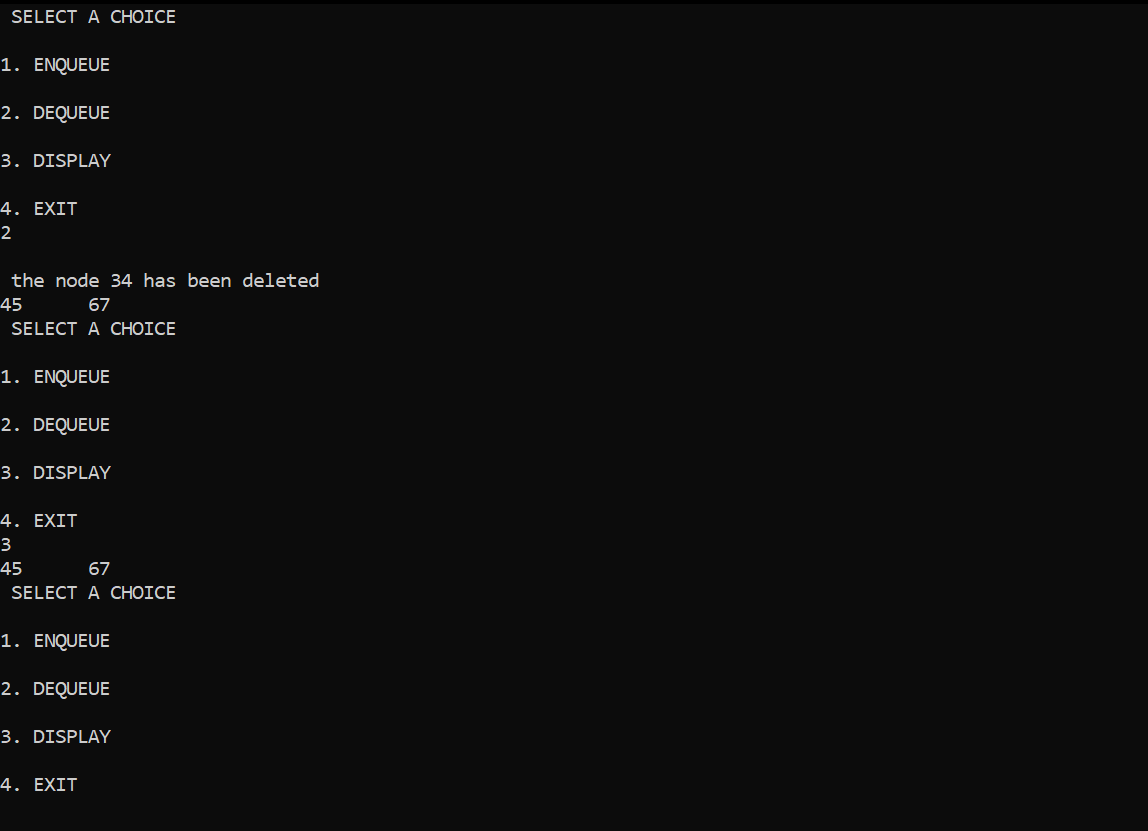 SELECT A CHOICE
1. ENQUEUE
2. DEQUEUE
3. DISPLAY
4. EXIT
2
the node 34 has been deleted
45 67
SELECT A CHOICE
1. ENQUEUE
2. DEQUEUE
3. DISPLAY
4. EXIT
3
45 67
SELECT A CHOICE
1. ENQUEUE
2. DEQUEUE
3. DISPLAY
4. EXIT